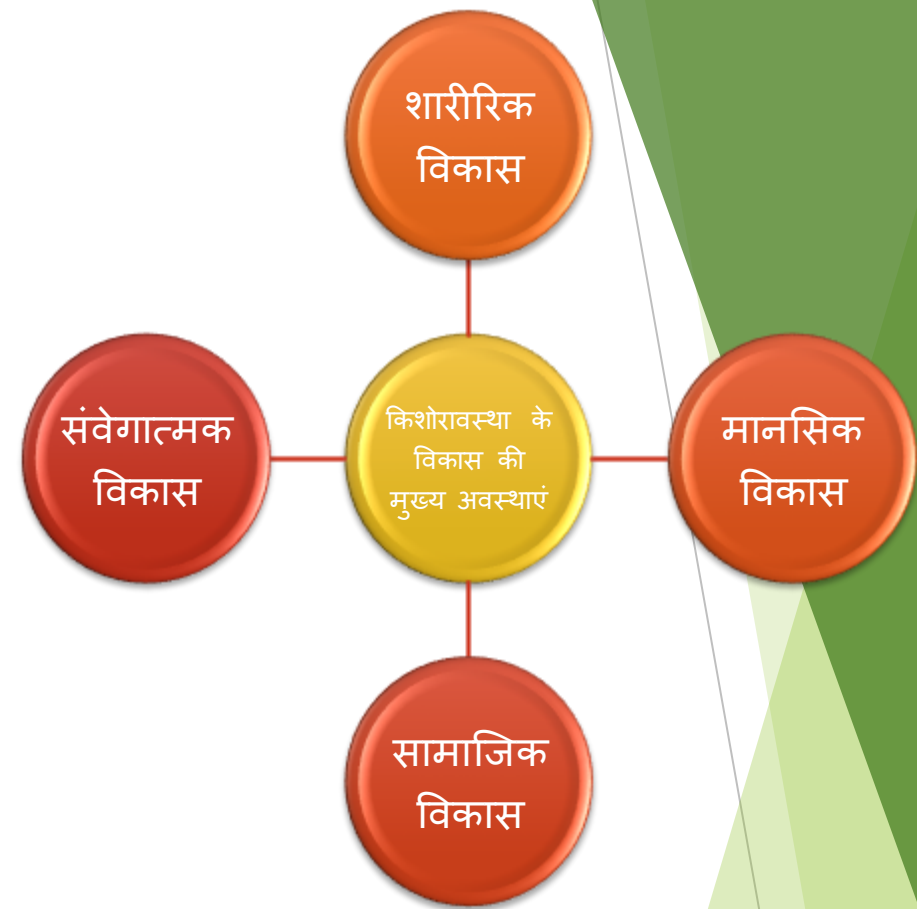 शारीरिक
विकास
संवेगात्मक
विकास
किशोरावस्था के
विकास की
मुख्य अवस्थाएं
मानसिक
विकास
सामाजिक
विकास